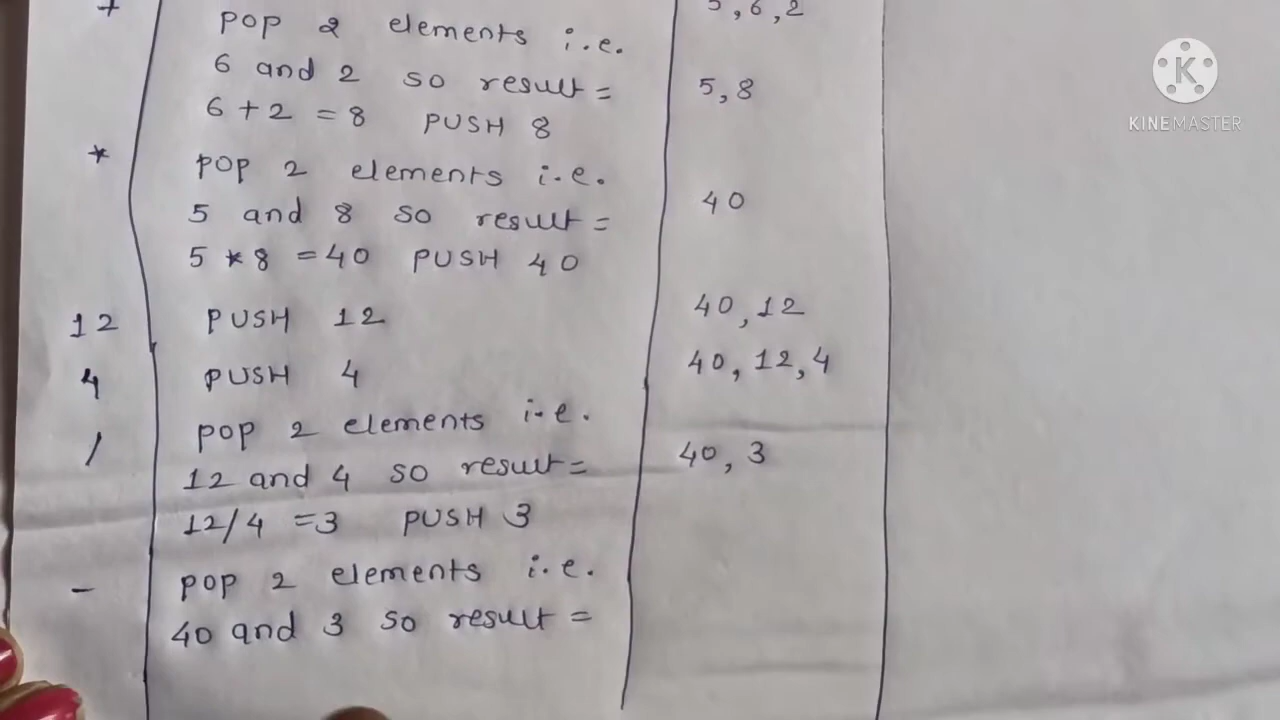 + POP 2 elements i.e. 5,6,2
6 and 2 so result =
6+2 =8 PUSH 8 5,8
* POP 2 elements i.e.
5 and 8 so result = 40
5 * 8 =40 PUSH 40
12 PUSH 12 40,12
4 PUSH 4 40,12,4
/ POP 2 elements i.e.
12 and 4 so result = 40, 3
12/4 =3 PUSH 3
- POP 2 elements i.e.
40 and 3 so result =
K
KINEMASTER